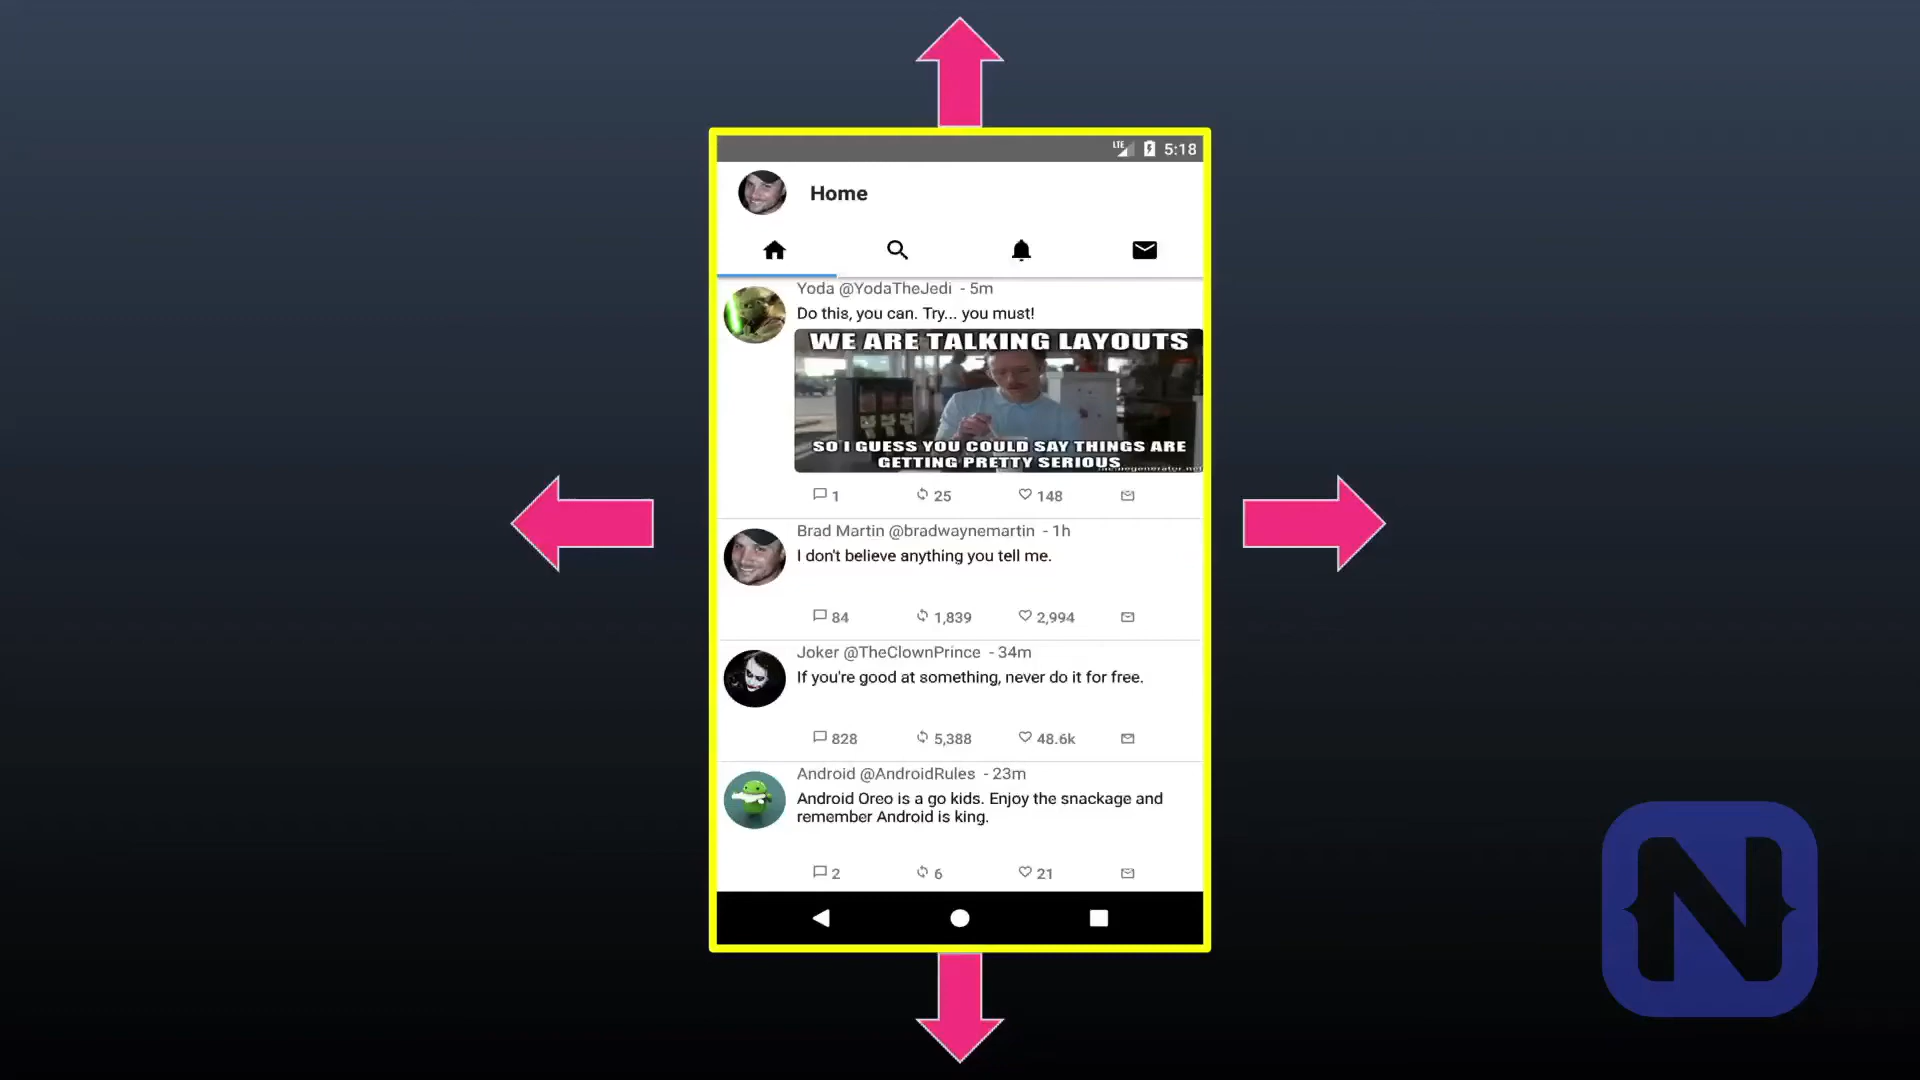 LTE 5:18
Home
Yoda @YodaTheJedi - 5m
Do this, you can. Try... you must!
WE ARE TALKING LAYOUTS
SO I GUESS YOU COULD SAY THINGS ARE
GETTING PRETTY SERIOUS
memegenerator.net
1 25 148
Brad Martin @bradwaynemartin - 1h
I don't believe anything you tell me.
84 1,839 2,994
Joker @TheClownPrince - 34m
If you're good at something, never do it for free.
828 5,388 48.6k
Android @AndroidRules - 23m
Android Oreo is a go kids. Enjoy the snackage and
remember Android is king.
2 6 21
N